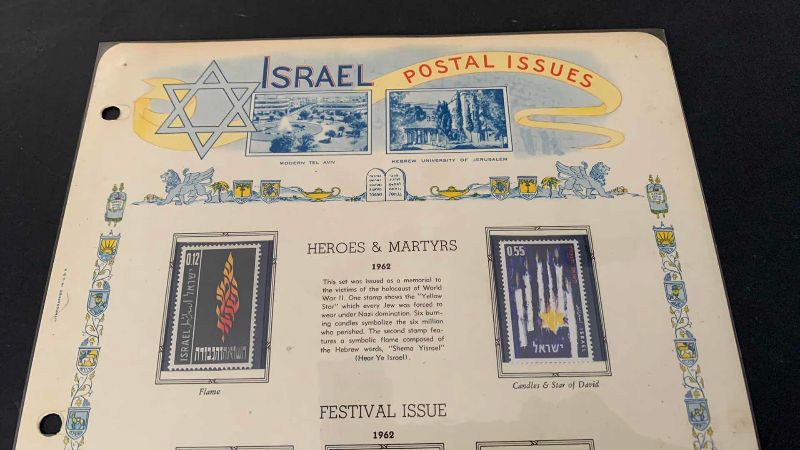 ISRAEL
POSTAL ISSUES
MODERN TEL AVIV
HEBREW UNIVERSITY OF JERUSALEM
HEROES & MARTYRS
1962
This set was issued as a memorial to
the victims of the holocaust of World
War II. One stamp shows the "Yellow
Star" which every Jew was forced to
wear under Nazi domination. Six burn-
ing candles symbolize the six million
who perished. The second stamp fea-
tures a symbolic flame composed of
the Hebrew words, "Shema Yisrael"
(Hear Ye Israel).
0.12
ISRAEL
ישראל
השואה והגבורה
Flame
0.55
ישראל
Candles & Star of David
FESTIVAL ISSUE
1962